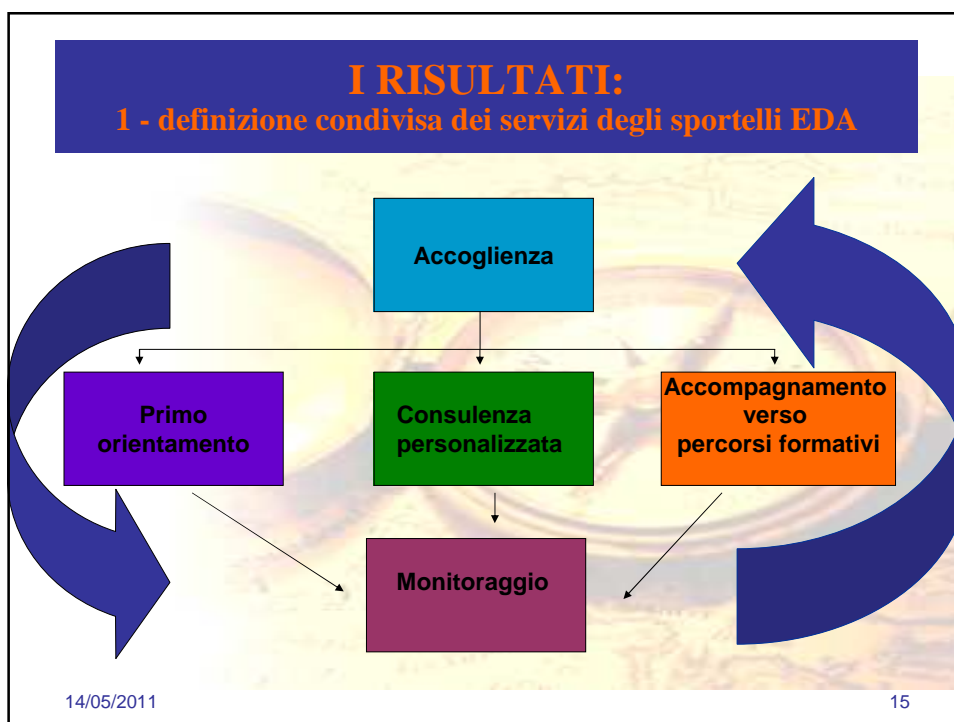 I RISULTATI:
1 - definizione condivisa dei servizi degli sportelli EDA
Accoglienza
Primo
orientamento
Consulenza
personalizzata
Accompagnamento
verso
percorsi formativi
Monitoraggio
14/05/2011
15